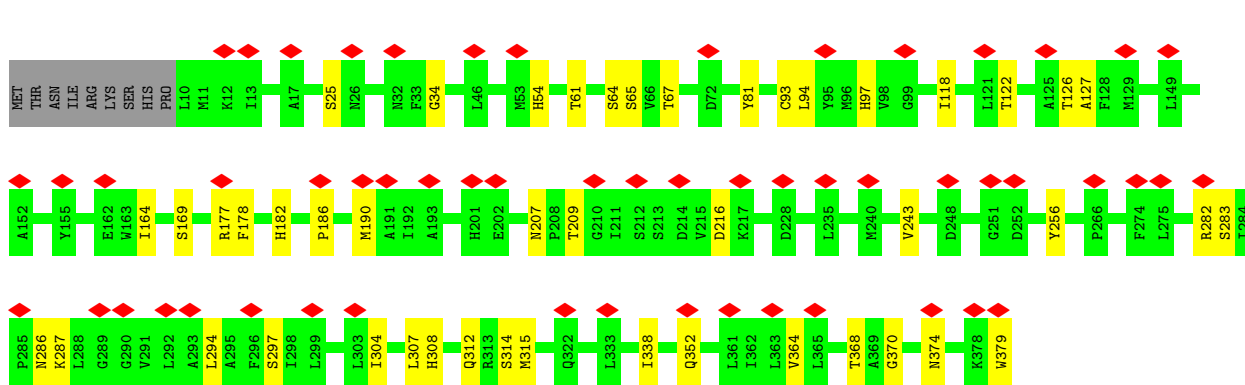 MET THR ASN ILE ARG LYS SER HIS PRO L10 M11 K12 I13 A17 S25 N26 N32 F33 G34 L46 M53 H54 T61 S64 S65 V66 T67 D72 Y81 C93 L94 Y95 M96 H97 V98 G99 I118 L121 T122 A125 T126 A127 F128 M129 L149
A152 Y155 E162 W163 I164 S169 R177 F178 H182 P186 M190 A191 I192 A193 H201 E202 N207 P208 T209 G210 I211 S212 S213 D214 V215 D216 K217 D228 L235 M240 V243 D248 G251 D252 Y256 P266 F274 L275 R282 S283 I284
P285 N286 K287 L288 G289 G290 V291 L292 A293 L294 A295 F296 S297 I298 L299 L303 I304 L307 H308 Q312 R313 S314 M315 Q322 L333 I338 Q352 L361 I362 L363 V364 L365 T368 A369 G370 N374 K378 W379